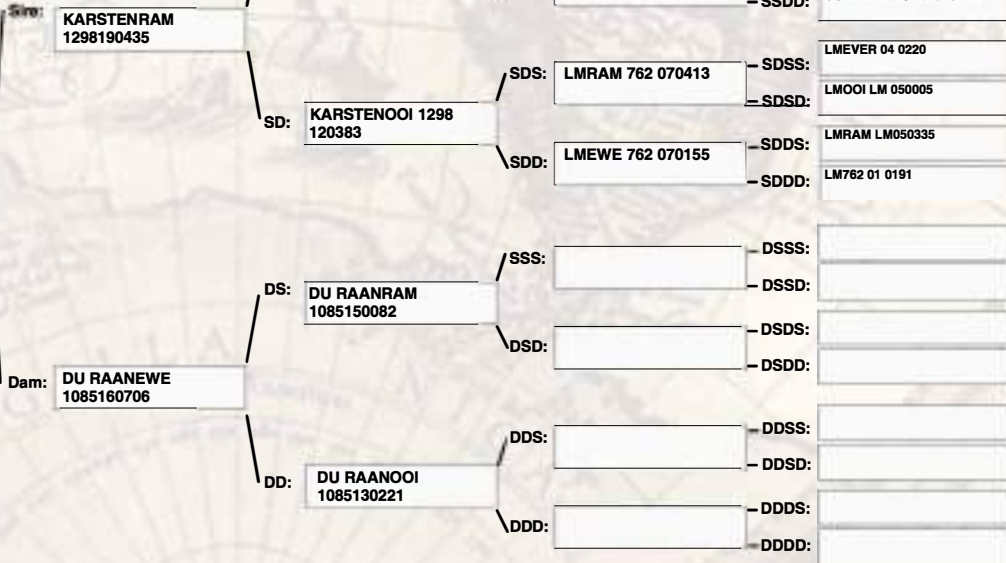 Sire:
KARSTENRAM
1298190435
SSDD:
SD:
KARSTENOOI 1298
120383
SDS:
LMRAM 762 070413
SDSS:
LMEVER 04 0220
SDSD:
LMOOI LM 050005
SDD:
LMEWE 762 070155
SDDS:
LMRAM LM050335
SDDD:
LM762 01 0191
Dam:
DU RAANEWE
1085160706
DS:
DU RAANRAM
1085150082
SSS:
DSSS:
DSSD:
DSD:
DSDS:
DSDD:
DD:
DU RAANOOI
1085130221
DDS:
DDSS:
DDSD:
DDD:
DDDS:
DDDD: